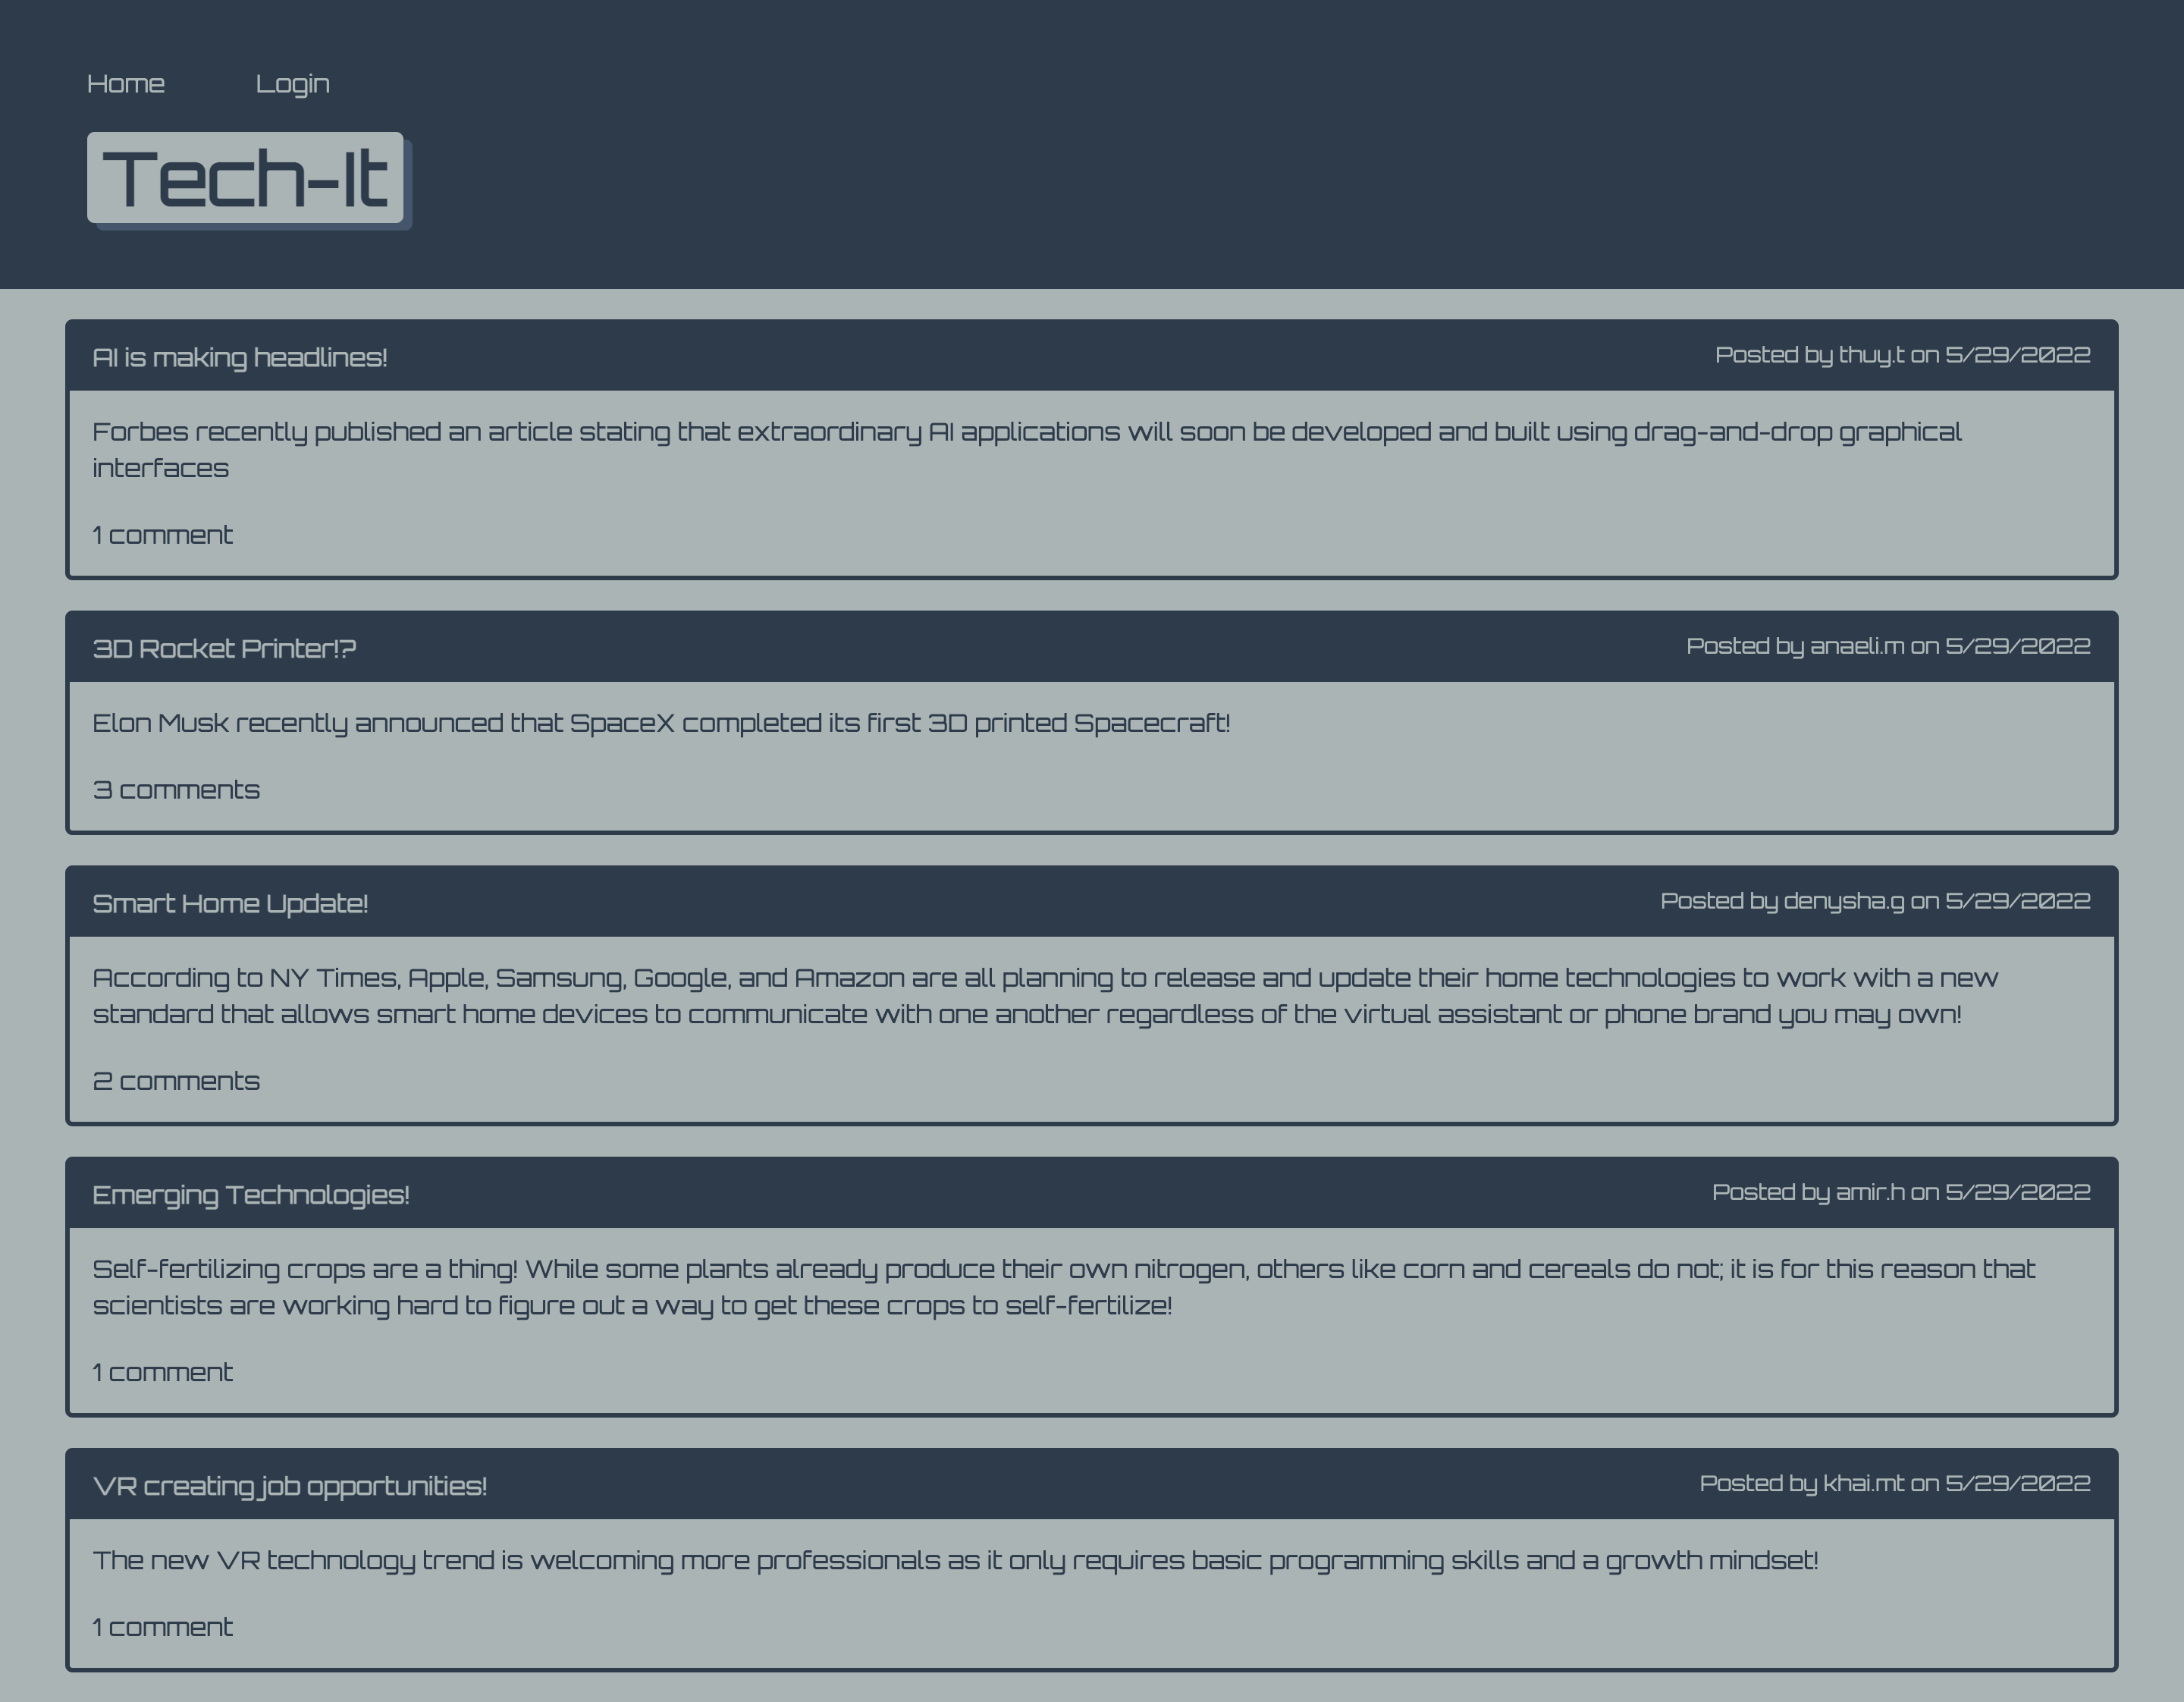 Home Login
Tech-It
AI is making headlines! Posted by thuy.t on 5/29/2022
Forbes recently published an article stating that extraordinary AI applications will soon be developed and built using drag-and-drop graphical
interfaces
1 comment
3D Rocket Printer!? Posted by anaeli.m on 5/29/2022
Elon Musk recently announced that SpaceX completed its first 3D printed Spacecraft!
3 comments
Smart Home Update! Posted by denysha.g on 5/29/2022
According to NY Times, Apple, Samsung, Google, and Amazon are all planning to release and update their home technologies to work with a new
standard that allows smart home devices to communicate with one another regardless of the virtual assistant or phone brand you may own!
2 comments
Emerging Technologies! Posted by amir.h on 5/29/2022
Self-fertilizing crops are a thing! While some plants already produce their own nitrogen, others like corn and cereals do not; it is for this reason that
scientists are working hard to figure out a way to get these crops to self-fertilize!
1 comment
VR creating job opportunities! Posted by khai.mt on 5/29/2022
The new VR technology trend is welcoming more professionals as it only requires basic programming skills and a growth mindset!
1 comment